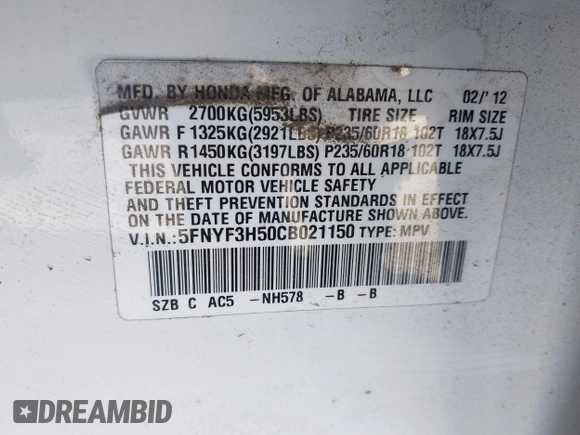 MFD. BY HONDA MFG. OF ALABAMA, LLC 02/'12
GVWR 2700KG(5953LBS) TIRE SIZE RIM SIZE
GAWR F 1325KG(2921LBS) P235/60R18 102T 18X7.5J
GAWR R1450KG(3197LBS) P235/60R18 102T 18X7.5J
THIS VEHICLE CONFORMS TO ALL APPLICABLE
FEDERAL MOTOR VEHICLE SAFETY
AND THEFT PREVENTION STANDARDS IN EFFECT
ON THE DATE OF MANUFACTURE SHOWN ABOVE.
V.I.N.:5FNYF3H50CB021150 TYPE: MPV
SZB C AC5 -NH578 -B -B
DREAMBID